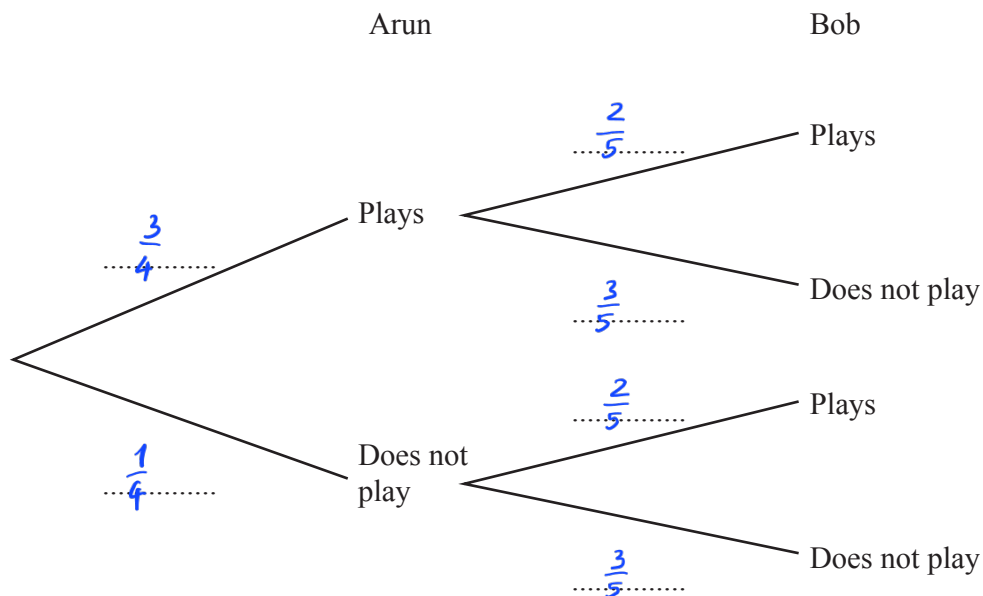 Arun Bob
2/5
Plays
3/4
Plays
Does not play
3/5
2/5
Plays
1/4
Does not
play
3/5
Does not play